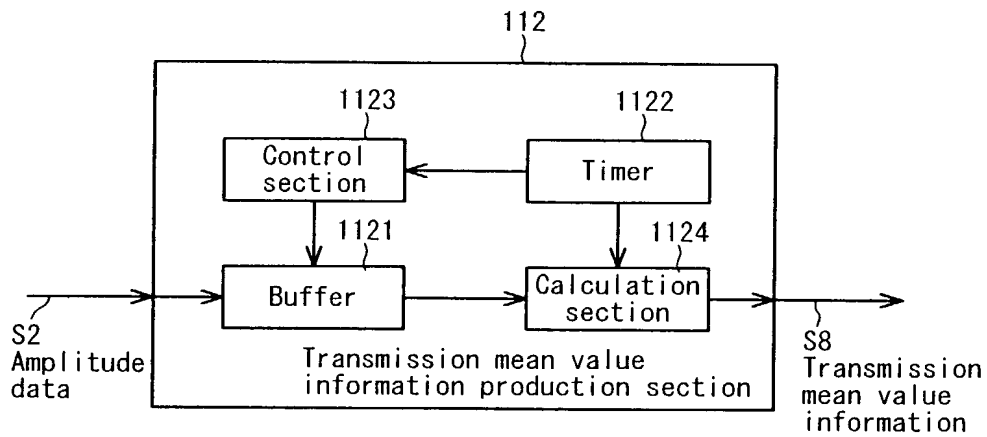 112
1123
1122
Control
section
Timer
1121
1124
Buffer
Calculation
section
S2
Amplitude
data
Transmission mean value
information production section
S8
Transmission
mean value
information